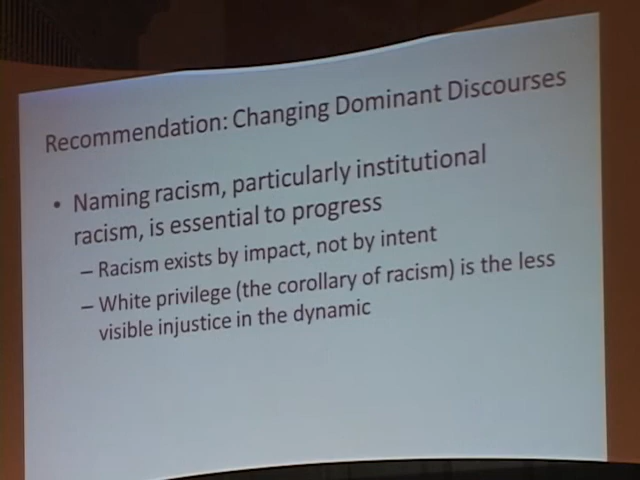 Recommendation: Changing Dominant Discourses
• Naming racism, particularly institutional
racism, is essential to progress
– Racism exists by impact, not by intent
– White privilege (the corollary of racism) is the less
visible injustice in the dynamic